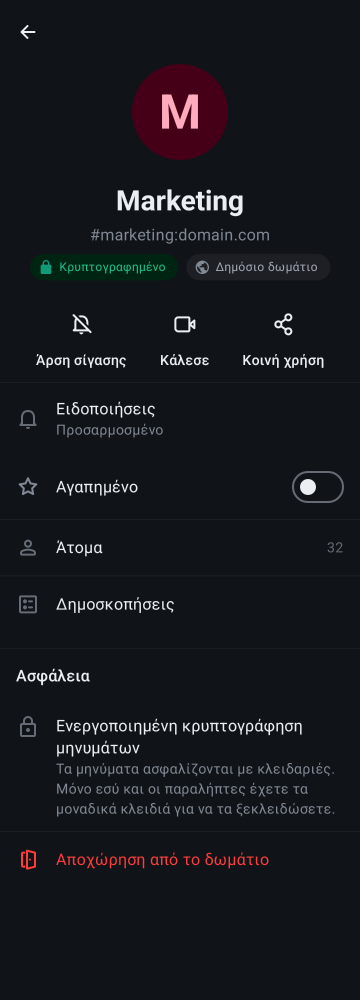 M
Marketing
#marketing:domain.com
Κρυπτογραφημένο
Δημόσιο δωμάτιο
Άρση σίγασης
Κάλεσε
Κοινή χρήση
Ειδοποιήσεις
Προσαρμοσμένο
Αγαπημένο
Άτομα 32
Δημοσκοπήσεις
Ασφάλεια
Ενεργοποιημένη κρυπτογράφηση
μηνυμάτων
Τα μηνύματα ασφαλίζονται με κλειδαριές.
Μόνο εσύ και οι παραλήπτες έχετε τα
μοναδικά κλειδιά για να τα ξεκλειδώσετε.
Αποχώρηση από το δωμάτιο